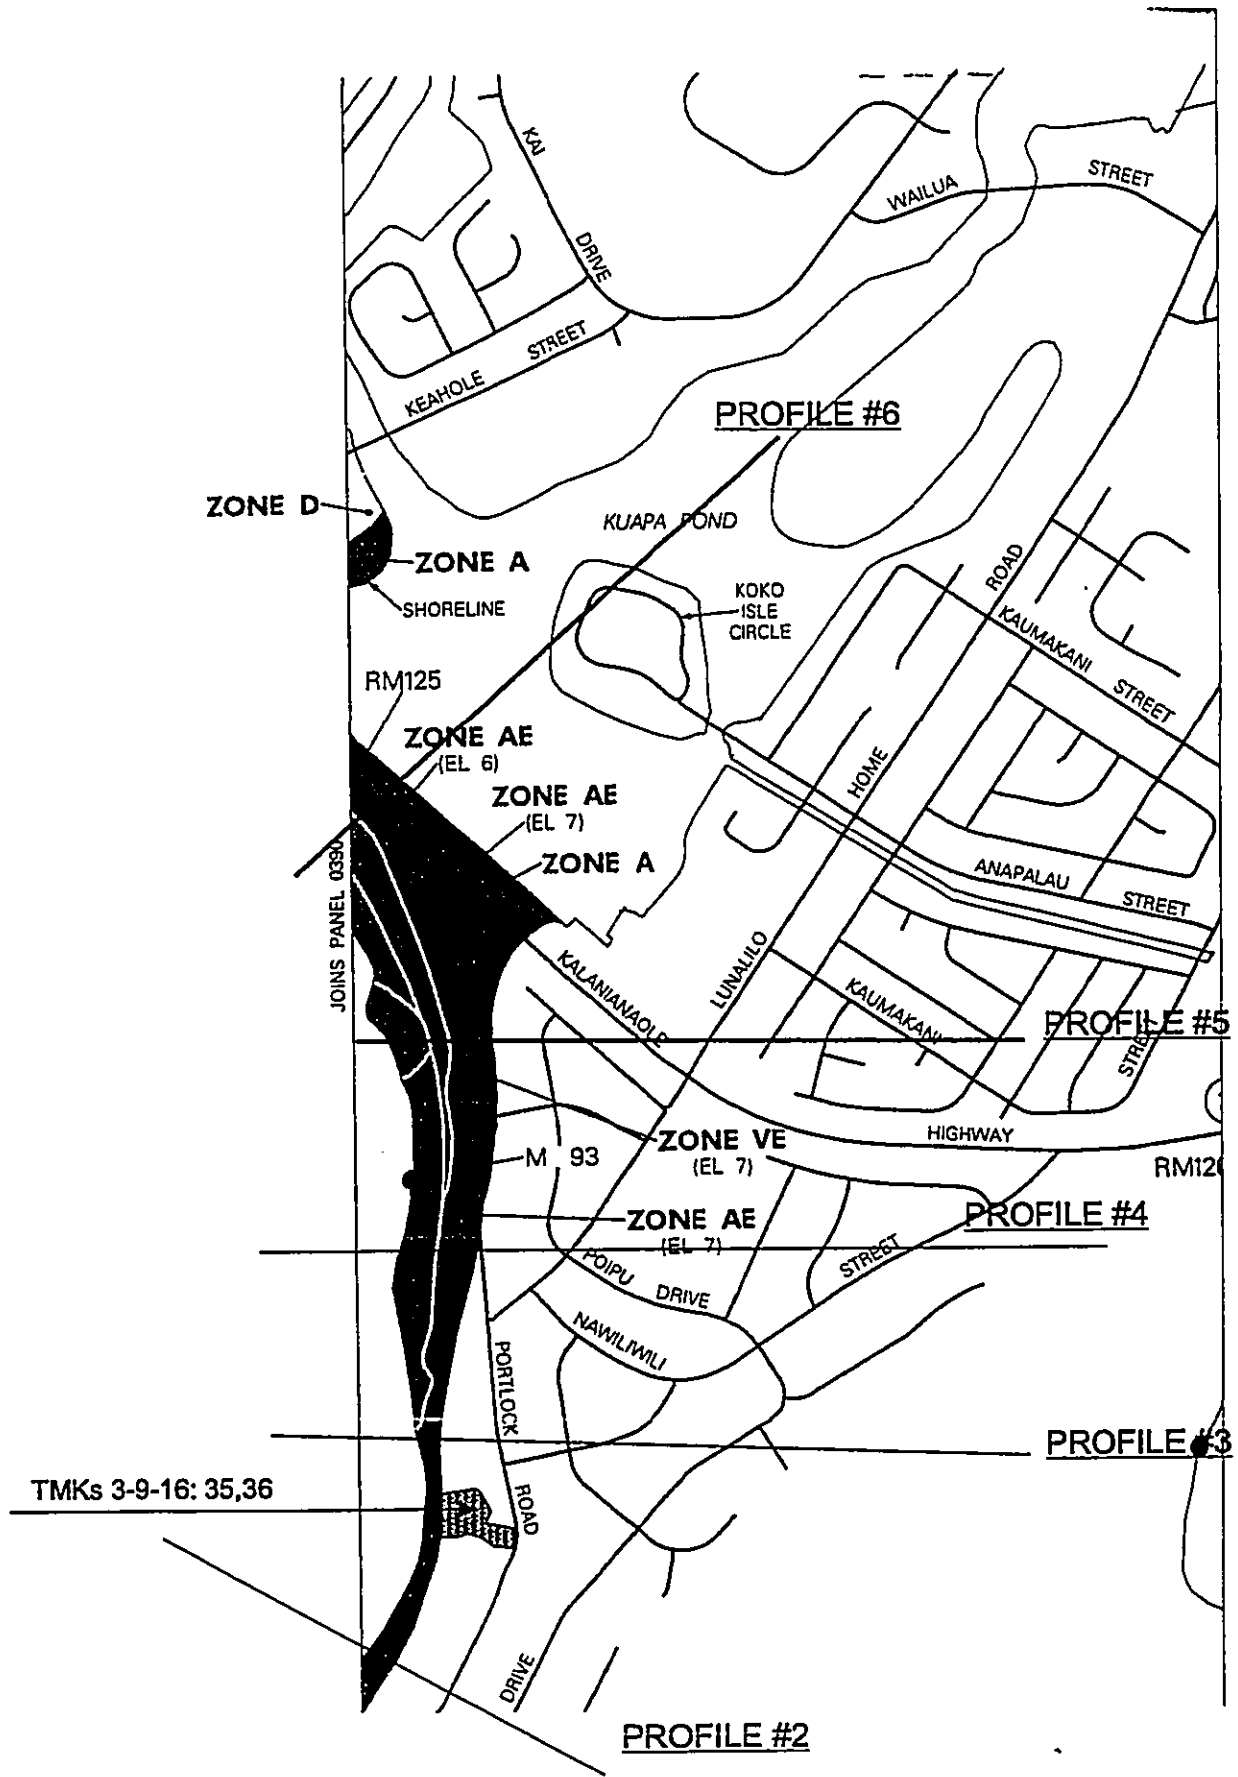 KAI
DRIVE
WAILUA
STREET
STREET
KEAHOLE
PROFILE #6
ZONE D
KUAPA POND
ZONE A
SHORELINE
KOKO
ISLE
CIRCLE
ROAD
KAUMAKANI
STREET
RM125
ZONE AE
(EL 6)
ZONE AE
(EL 7)
HOME
ZONE A
JOINS PANEL 0390
ANAPALAU
STREET
LUNALILO
KALANIANAOLE
KAUMAKANI
STREET
PROFILE #5
ZONE VE
(EL 7)
HIGHWAY
M 93
RM12
PROFILE #4
ZONE AE
(EL 7)
STREET
POIPU
DRIVE
NAWILIWILI
PORTLOCK
ROAD
PROFILE #3
TMKs 3-9-16: 35,36
DRIVE
PROFILE #2